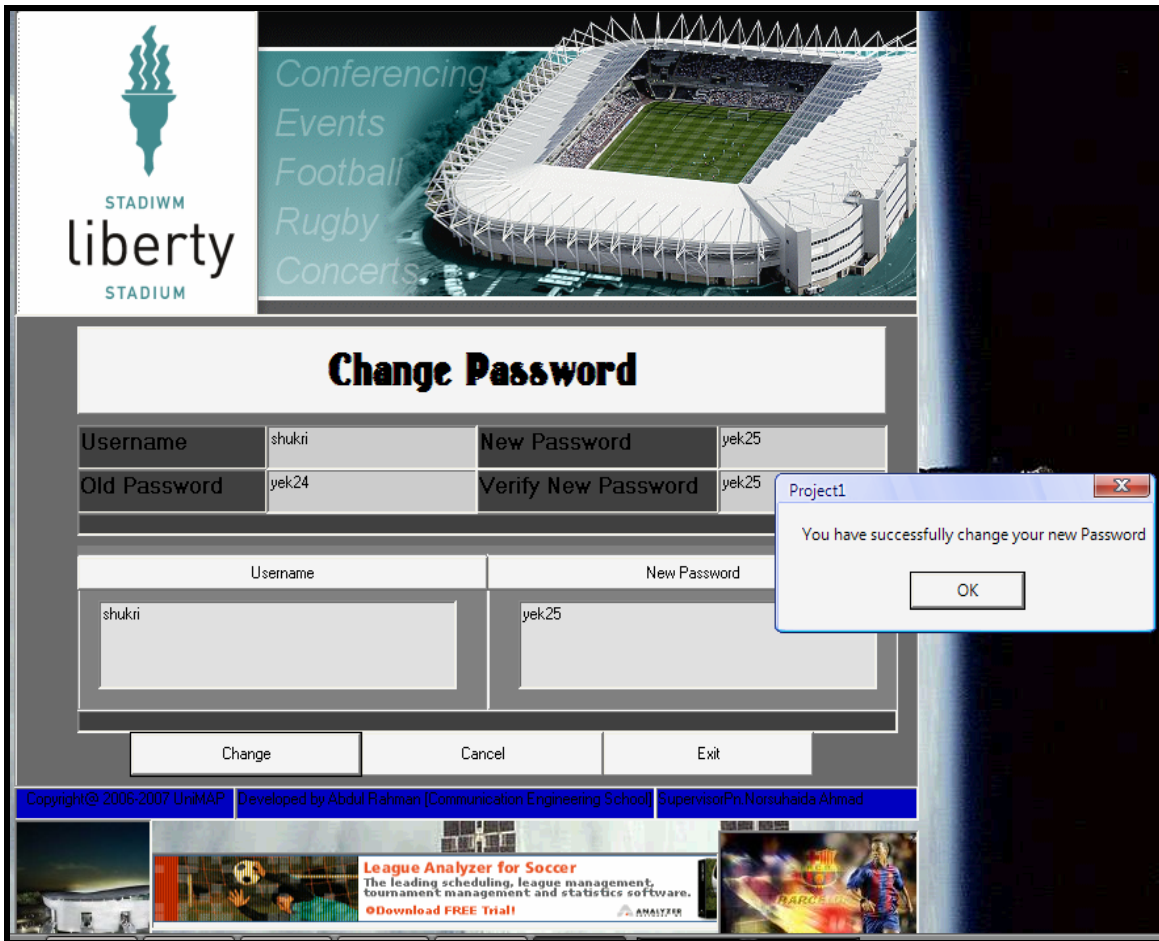 STADIWM
liberty
STADIUM
Conferencing
Events
Football
Rugby
Concerts
Change Password
Username
shukri
New Password
yek25
Old Password
yek24
Verify New Password
yek25
Project1
You have successfully change your new Password
OK
Username
New Password
shukri
yek25
Change
Cancel
Exit
Copyright@ 2006-2007 UniMAP
Developed by Abdul Rahman [Communication Engineering School]
SupervisorPn.Norsuhaida Ahmad
League Analyzer for Soccer
The leading scheduling, league management,
tournament management and statistics software.
Download FREE Trial!
ANALYZER